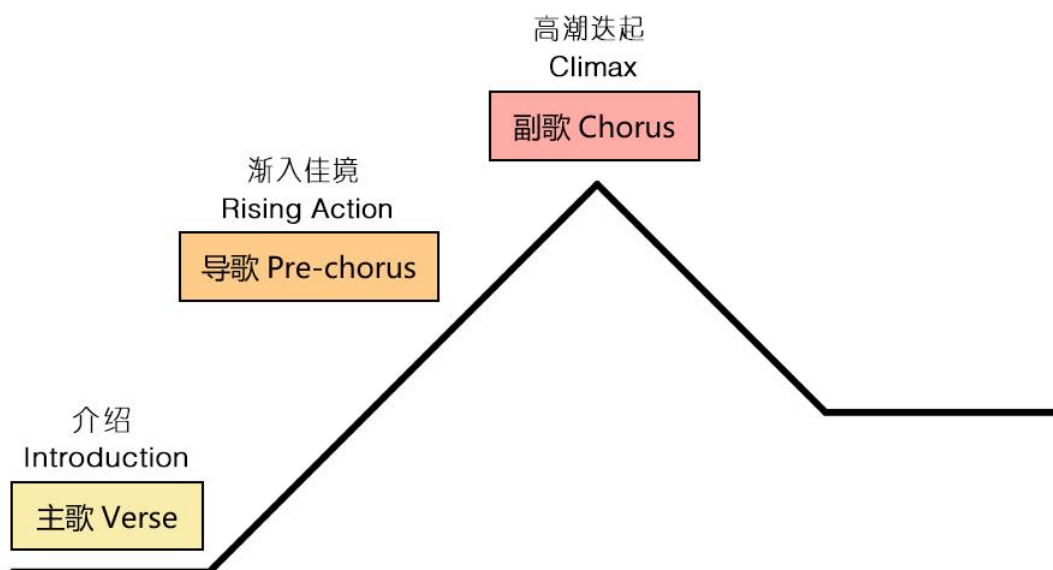 高潮迭起
Climax
副歌 Chorus
渐入佳境
Rising Action
导歌 Pre-chorus
介绍
Introduction
主歌 Verse